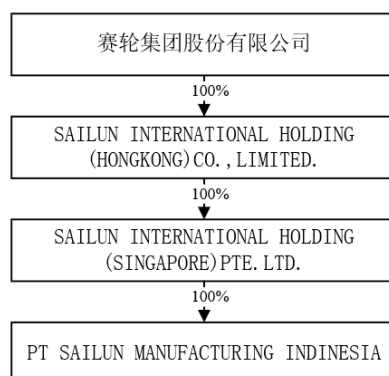 赛轮集团股份有限公司
100%
SAILUN INTERNATIONAL HOLDING
(HONGKONG)CO.,LIMITED.
100%
SAILUN INTERNATIONAL HOLDING
(SINGAPORE)PTE.LTD.
100%
PT SAILUN MANUFACTURING INDINESIA